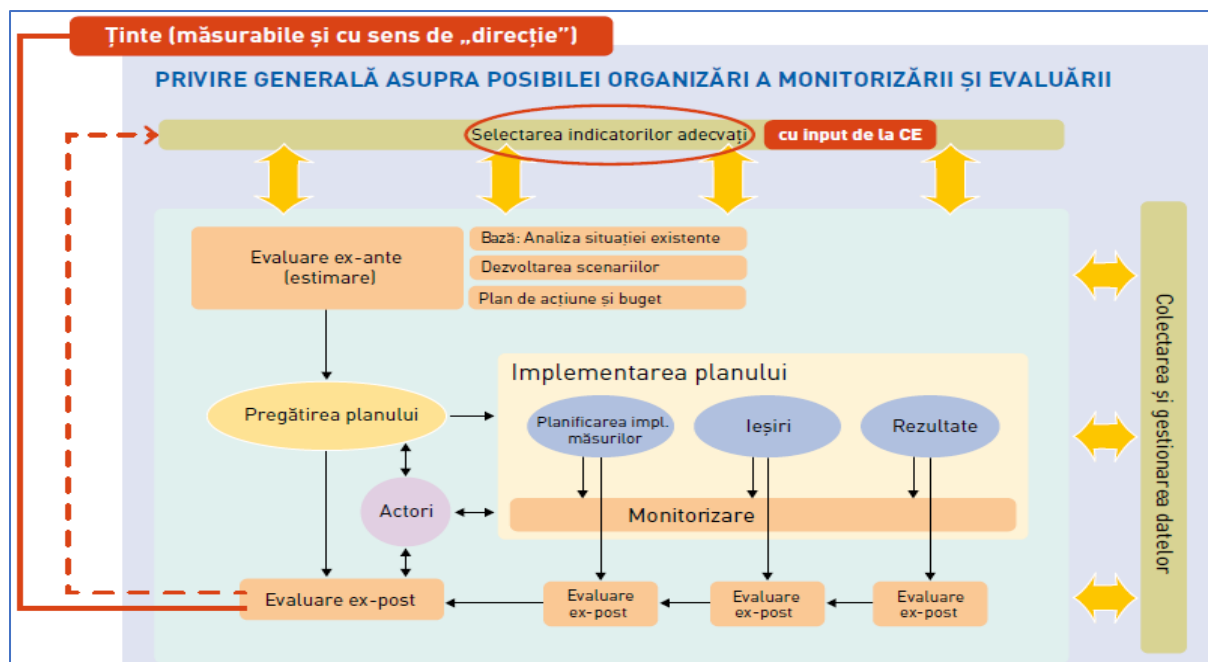 Ținte (măsurabile și cu sens de „direcție”)
PRIVIRE GENERALĂ ASUPRA POSIBILEI ORGANIZĂRI A MONITORIZĂRII ȘI EVALUĂRII
Selectarea indicatorilor adecvați
cu input de la CE
Evaluare ex-ante
(estimare)
Bază: Analiza situației existente
Dezvoltarea scenariilor
Plan de acțiune și buget
Colectarea și gestionarea datelor
Implementarea planului
Pregătirea planului
Planificarea impl.
măsurilor
Ieșiri
Rezultate
Actori
Monitorizare
Evaluare ex-post
Evaluare
ex-post
Evaluare
ex-post
Evaluare
ex-post